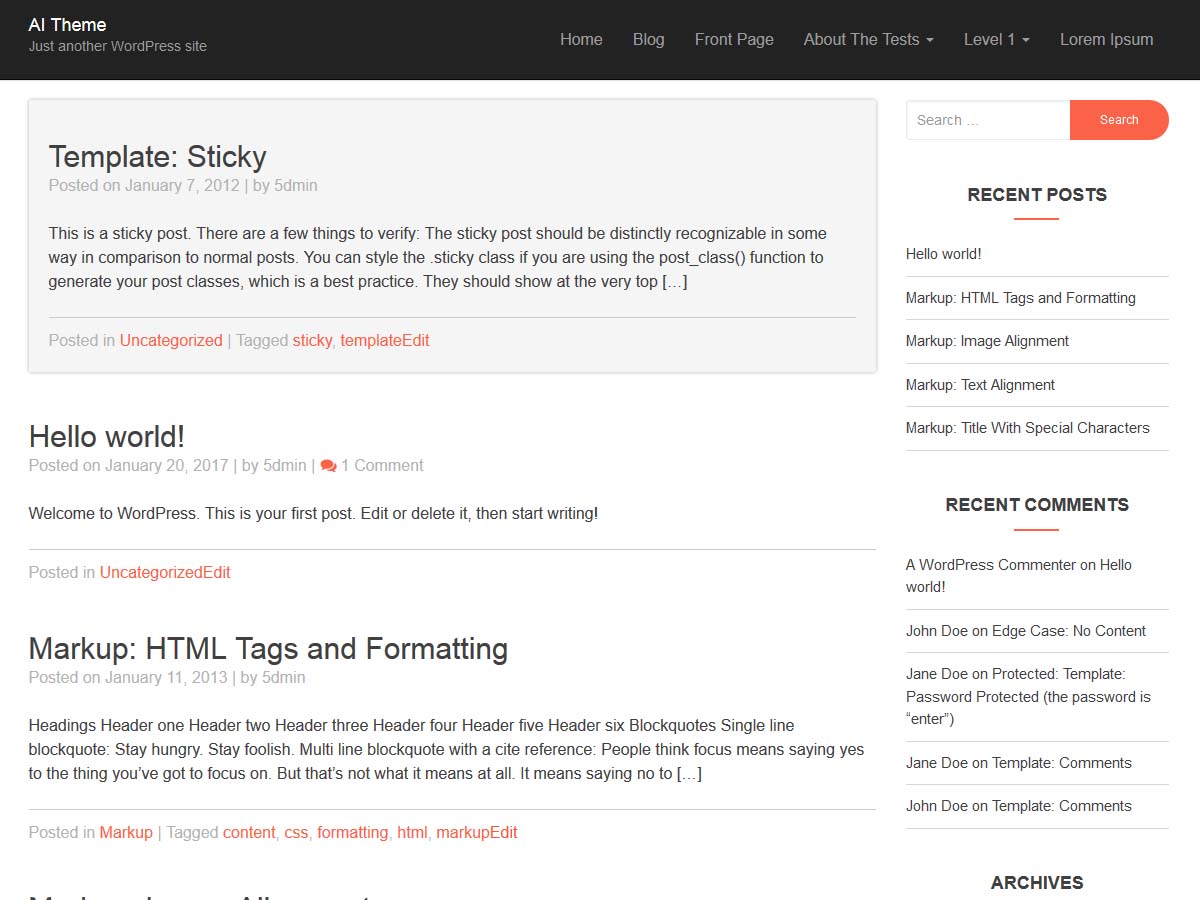 AI Theme
Just another WordPress site
Home Blog Front Page About The Tests Level 1 Lorem Ipsum
Template: Sticky
Posted on January 7, 2012 | by 5dmin
This is a sticky post. There are a few things to verify: The sticky post should be distinctly recognizable in some
way in comparison to normal posts. You can style the .sticky class if you are using the post_class() function to
generate your post classes, which is a best practice. They should show at the very top […]
Posted in Uncategorized | Tagged sticky, templateEdit
Hello world!
Posted on January 20, 2017 | by 5dmin | 1 Comment
Welcome to WordPress. This is your first post. Edit or delete it, then start writing!
Posted in UncategorizedEdit
Markup: HTML Tags and Formatting
Posted on January 11, 2013 | by 5dmin
Headings Header one Header two Header three Header four Header five Header six Blockquotes Single line
blockquote: Stay hungry. Stay foolish. Multi line blockquote with a cite reference: People think focus means saying yes
to the thing you’ve got to focus on. But that’s not what it means at all. It means saying no to […]
Posted in Markup | Tagged content, css, formatting, html, markupEdit
Search …
Search
RECENT POSTS
Hello world!
Markup: HTML Tags and Formatting
Markup: Image Alignment
Markup: Text Alignment
Markup: Title With Special Characters
RECENT COMMENTS
A WordPress Commenter on Hello
world!
John Doe on Edge Case: No Content
Jane Doe on Protected: Template:
Password Protected (the password is
“enter”)
Jane Doe on Template: Comments
John Doe on Template: Comments
ARCHIVES